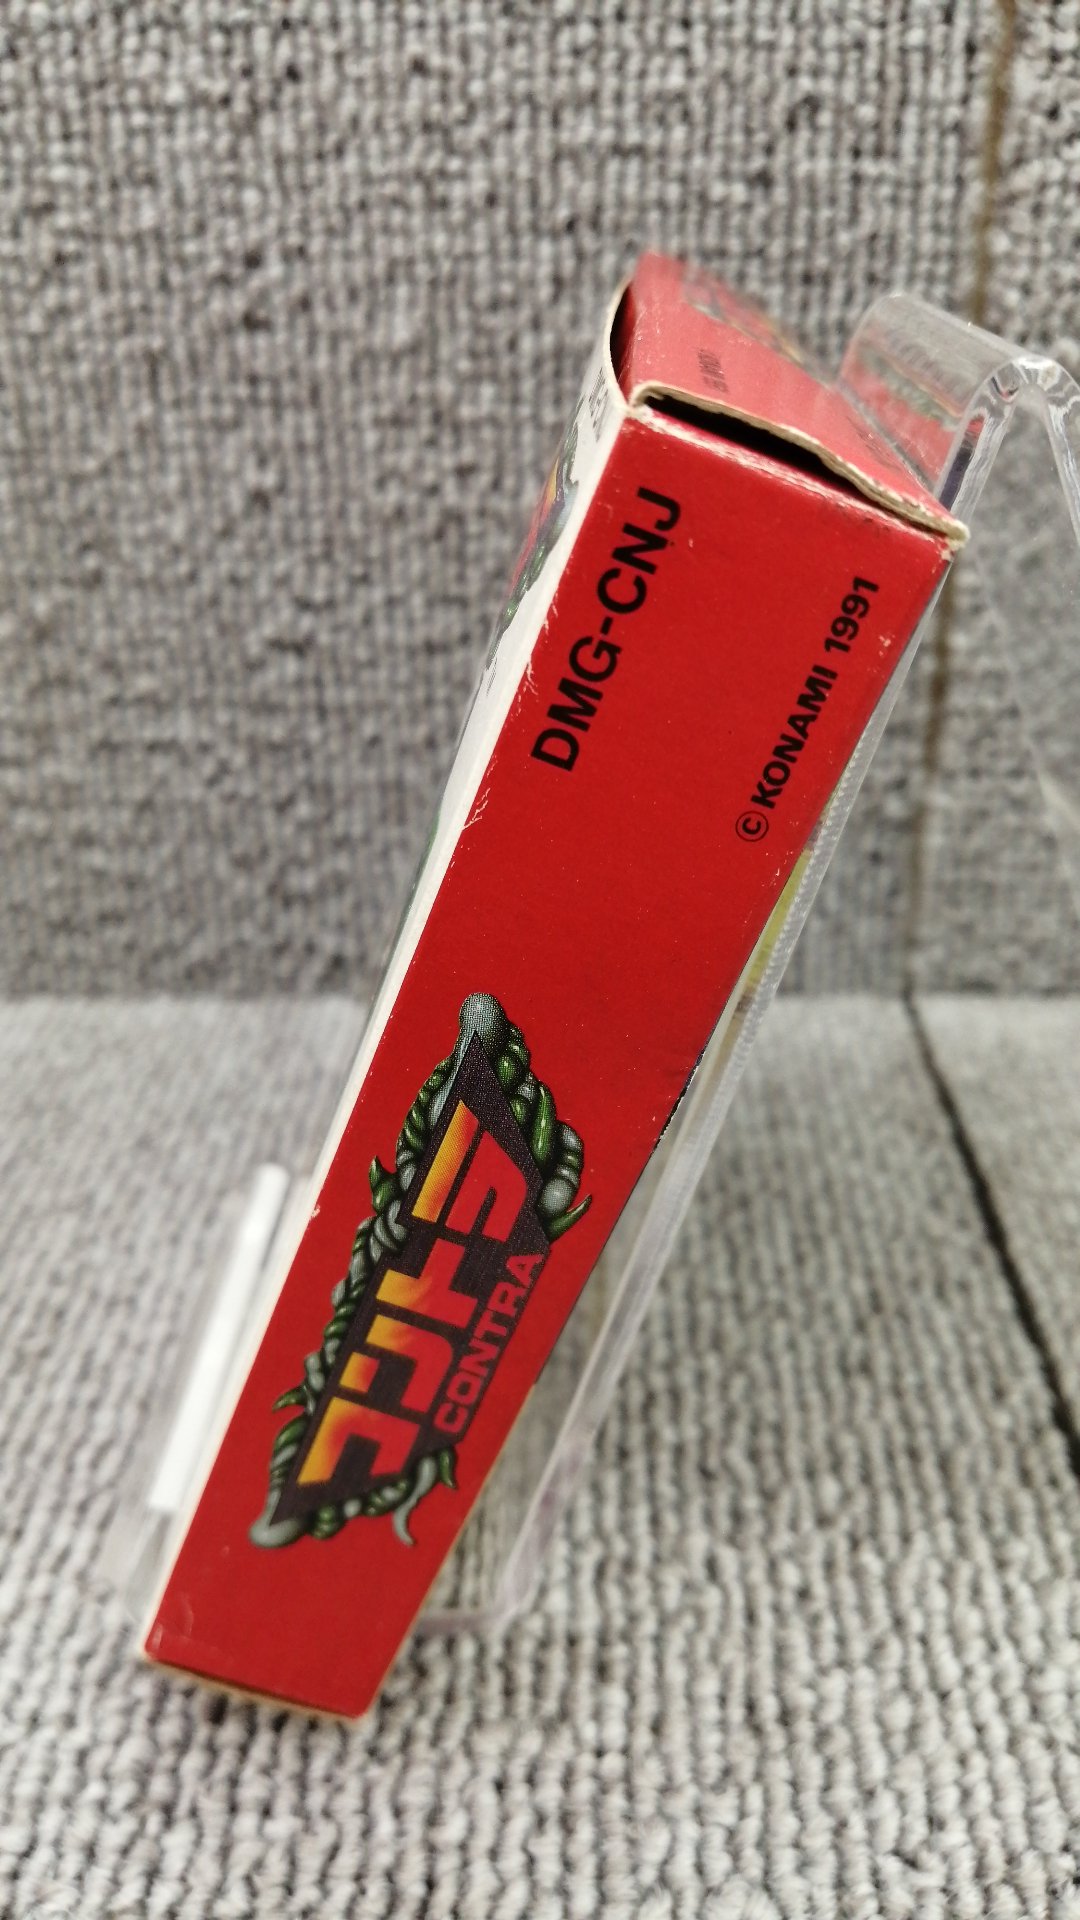 DMG-CNJ
©KONAMI 1991
コントラ
CONTRA